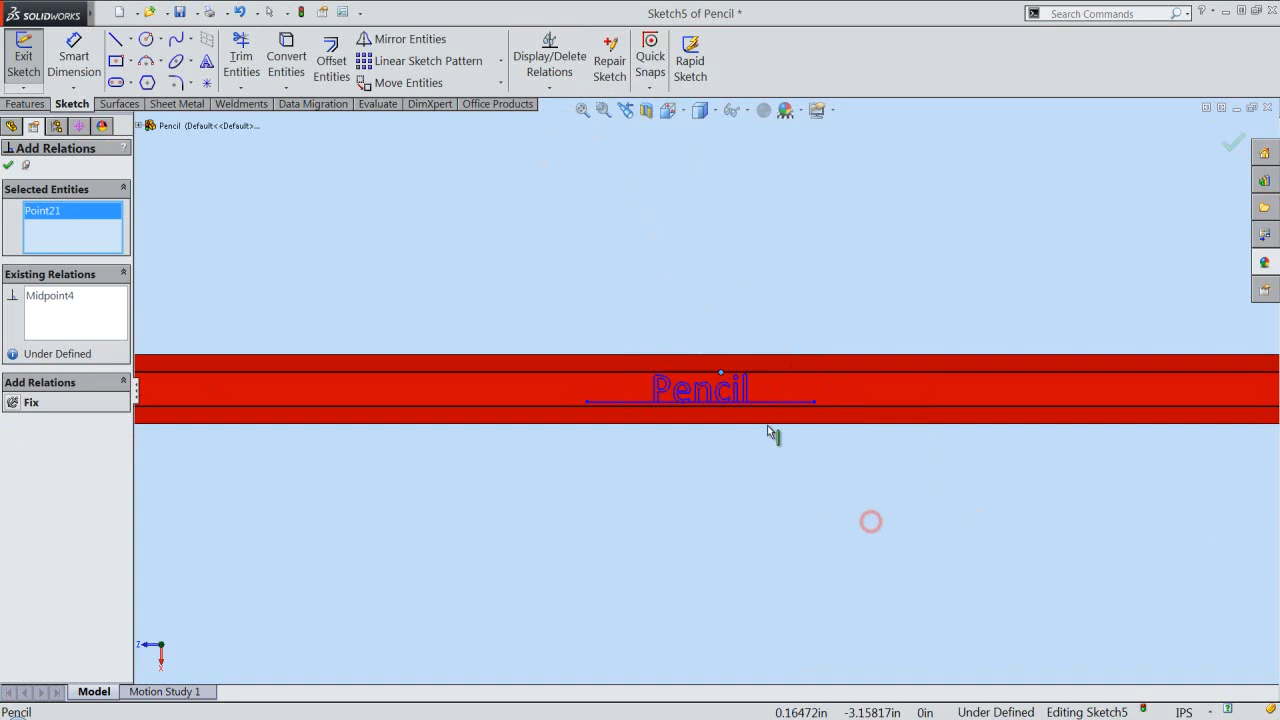 SOLIDWORKS
Sketch5 of Pencil *
Search Commands
Exit Sketch
Smart Dimension
Trim Entities
Convert Entities
Offset Entities
Mirror Entities
Linear Sketch Pattern
Move Entities
Display/Delete Relations
Repair Sketch
Quick Snaps
Rapid Sketch
Features Sketch Surfaces Sheet Metal Weldments Data Migration Evaluate DimXpert Office Products
Pencil (Default<<Default>...
Add Relations ?
Selected Entities
Point21
Existing Relations
Midpoint4
Under Defined
Add Relations
Fix
Pencil
Z
X
Model Motion Study 1
Pencil 0.16472in -3.15817in 0in Under Defined Editing Sketch5 IPS